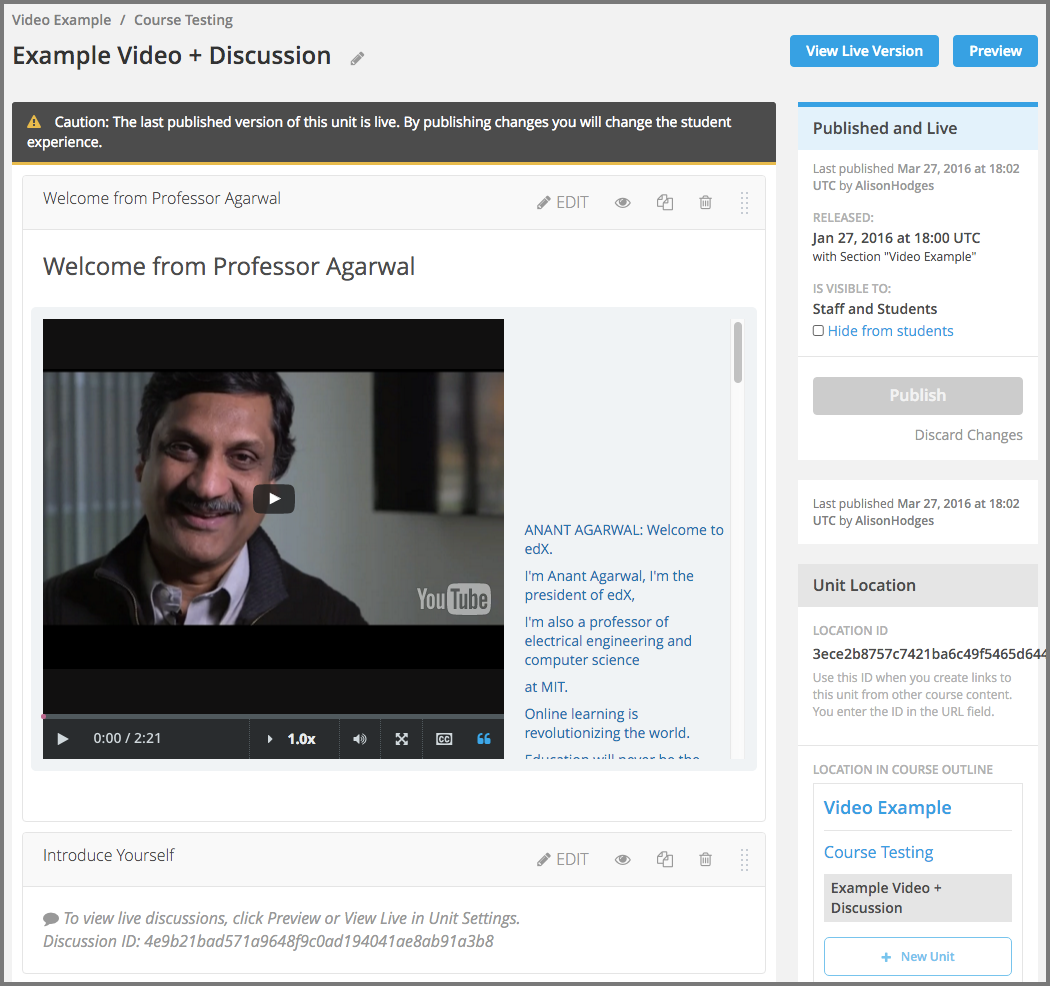 Video Example / Course Testing
Example Video + Discussion
View Live Version
Preview
Caution: The last published version of this unit is live. By publishing changes you will change the student
experience.
Welcome from Professor Agarwal
EDIT
Welcome from Professor Agarwal
YouTube
ANANT AGARWAL: Welcome to
edX.
I'm Anant Agarwal, I'm the
president of edX,
I'm also a professor of
electrical engineering and
computer science
at MIT.
Online learning is
revolutionizing the world.
Education will never be the
0:00 / 2:21
1.0x
CC
Introduce Yourself
EDIT
To view live discussions, click Preview or View Live in Unit Settings.
Discussion ID: 4e9b21bad571a9648f9c0ad194041ae8ab91a3b8
Published and Live
Last published Mar 27, 2016 at 18:02
UTC by AlisonHodges
RELEASED:
Jan 27, 2016 at 18:00 UTC
with Section "Video Example"
IS VISIBLE TO:
Staff and Students
Hide from students
Publish
Discard Changes
Last published Mar 27, 2016 at 18:02
UTC by AlisonHodges
Unit Location
LOCATION ID
3ece2b8757c7421ba6c49f5465d644
Use this ID when you create links to
this unit from other course content.
You enter the ID in the URL field.
LOCATION IN COURSE OUTLINE
Video Example
Course Testing
Example Video +
Discussion
+ New Unit